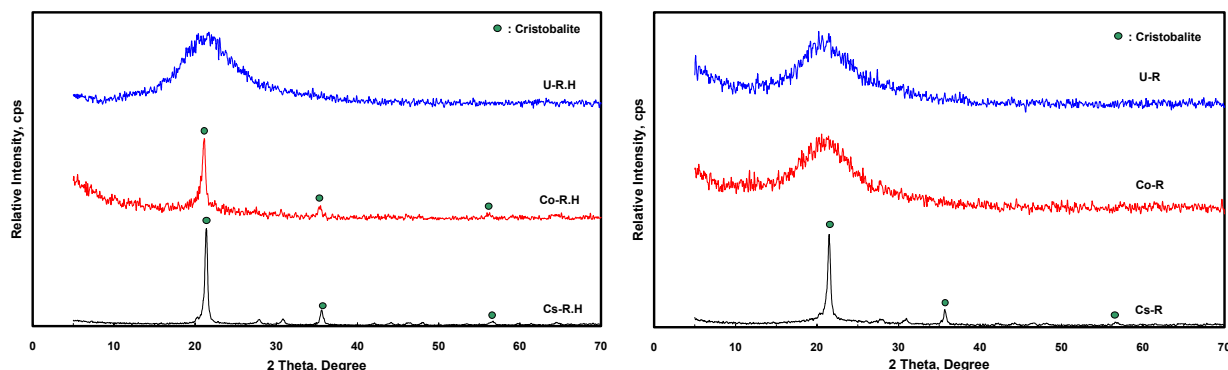 Relative Intensity, cps
: Cristobalite
U-R.H
Co-R.H
Cs-R.H
0 10 20 30 40 50 60 70
2 Theta, Degree
Relative Intensity, cps
: Cristobalite
U-R
Co-R
Cs-R
0 10 20 30 40 50 60 70
2 Theta, Degree